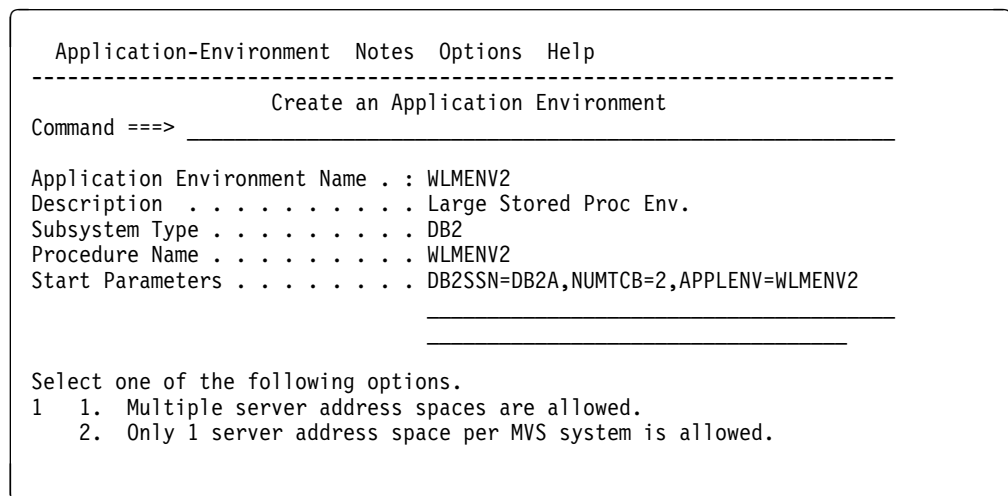 Application-Environment Notes Options Help
------------------------------------------------------------------------
Create an Application Environment
Command ===> ___________________________________________________________
Application Environment Name . : WLMENV2
Description . . . . . . . . . . Large Stored Proc Env.
Subsystem Type . . . . . . . . . DB2
Procedure Name . . . . . . . . . WLMENV2
Start Parameters . . . . . . . . DB2SSN=DB2A,NUMTCB=2,APPLENV=WLMENV2
_______________________________________
___________________________________
Select one of the following options.
1 1. Multiple server address spaces are allowed.
2. Only 1 server address space per MVS system is allowed.